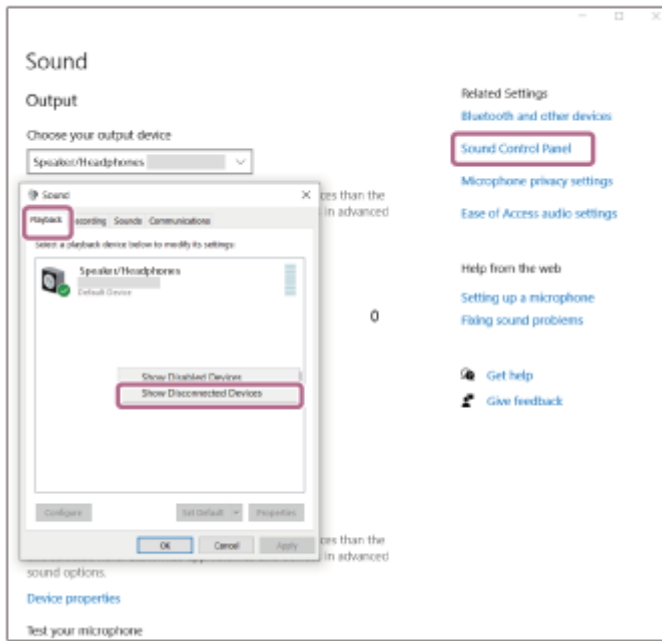 Sound
Output
Choose your output device
Speaker/Headphones
Sound
Playback
ecording
Sounds
Communications
Select a playback device below to modify its settings:
Speaker/Headphones
Default Device
Show Disabled Devices
Show Disconnected Devices
Configure
Set Default
Properties
OK
Cancel
Apply
ces than the
in advanced
0
ces than the
in advanced
sound options.
Device properties
Test your microphone
Related Settings
Bluetooth and other devices
Sound Control Panel
Microphone privacy settings
Ease of Access audio settings
Help from the web
Setting up a microphone
Fixing sound problems
Get help
Give feedback